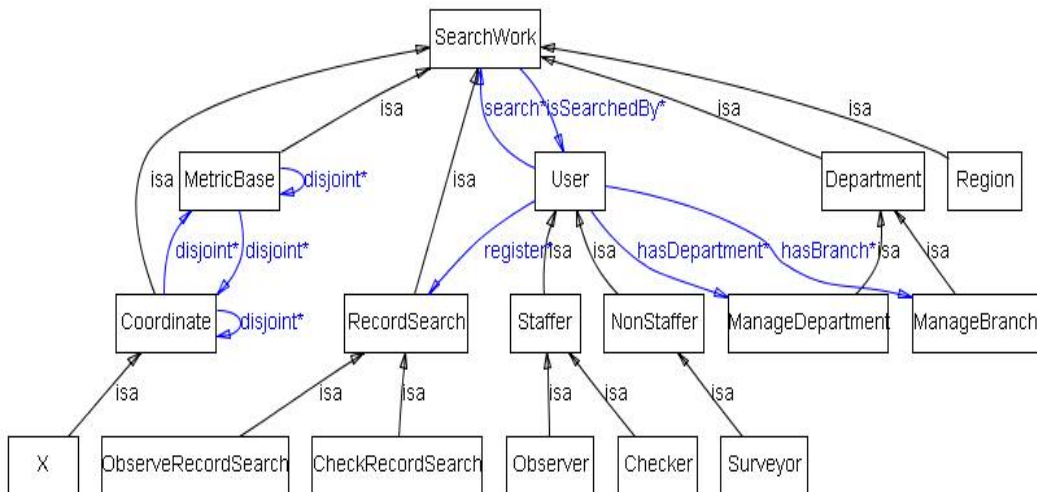 SearchWork
isa
search*
isSearchedBy*
isa
isa
isa
MetricBase
disjoint*
isa
User
Department
Region
disjoint*
disjoint*
register*
isa
isa
hasDepartment*
hasBranch*
isa
isa
Coordinate
disjoint*
RecordSearch
Staffer
NonStaffer
ManageDepartment
ManageBranch
isa
isa
isa
isa
isa
isa
X
ObserveRecordSearch
CheckRecordSearch
Observer
Checker
Surveyor